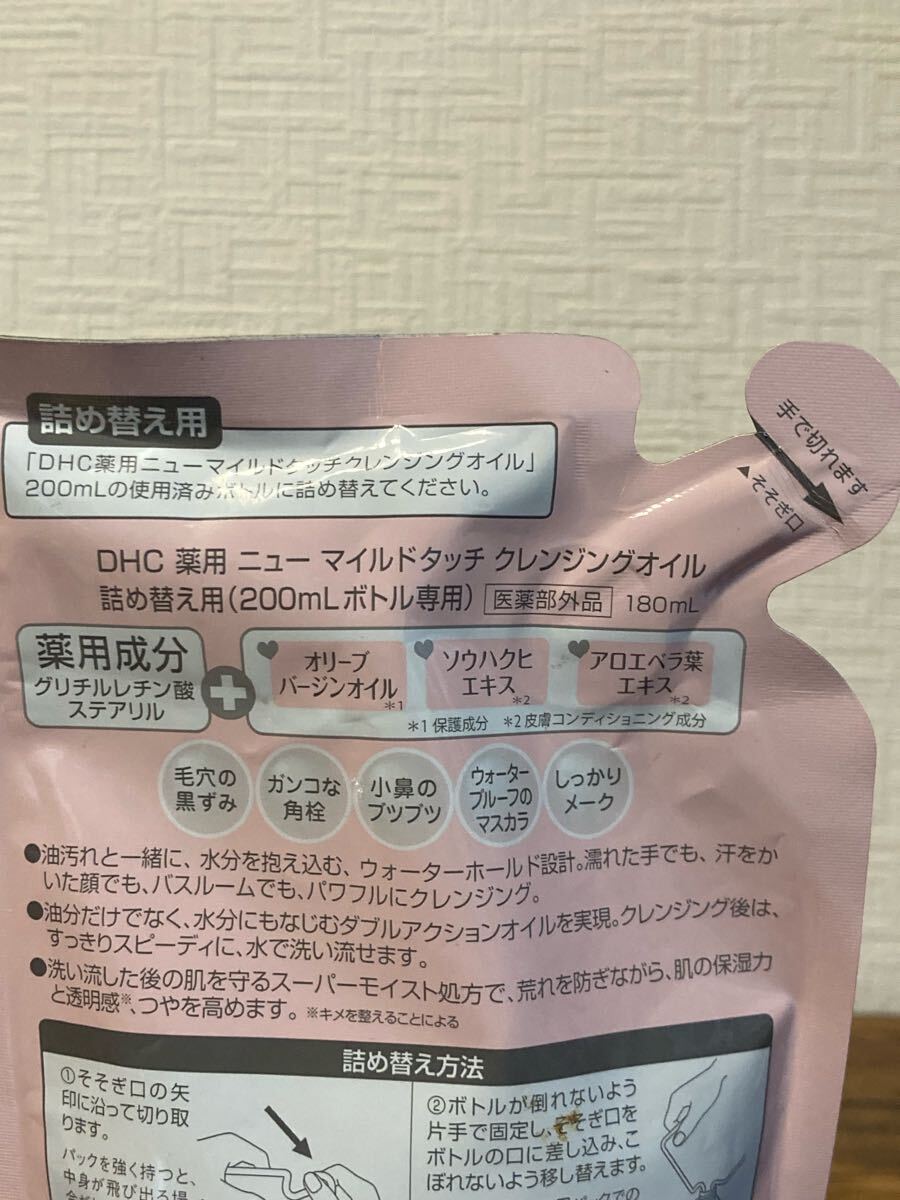 詰め替え用
「DHC薬用ニューマイルドタッチクレンジングオイル」
200mLの使用済みボトルに詰め替えてください。
手で切れます
▲そそぎ口
DHC 薬用 ニュー マイルドタッチ クレンジングオイル
詰め替え用(200mLボトル専用) 医薬部外品 180mL
薬用成分
グリチルレチン酸
ステアリル
オリーブ
バージンオイル
*1
ソウハクヒ
エキス
*2
アロエベラ葉
エキス
*2
*1 保護成分 *2 皮膚コンディショニング成分
毛穴の
黒ずみ
ガンコな
角栓
小鼻の
ブツブツ
ウォーター
プルーフの
マスカラ
しっかり
メーク
●油汚れと一緒に、水分を抱え込む、ウォーターホールド設計。濡れた手でも、汗をか
いた顔でも、バスルームでも、パワフルにクレンジング。
●油分だけでなく、水分にもなじむダブルアクションオイルを実現。クレンジング後は、
すっきりスピーディに、水で洗い流せます。
●洗い流した後の肌を守るスーパーモイスト処方で、荒れを防ぎながら、肌の保湿力
と透明感※、つやを高めます。 ※キメを整えることによる
詰め替え方法
①そそぎ口の矢
印に沿って切り取
ります。
パックを強く持つと、
中身が飛び出る場
②ボトルが倒れないよう
片手で固定し、そそぎ口を
ボトルの口に差し込み、こ
ぼれないよう移し替えます。